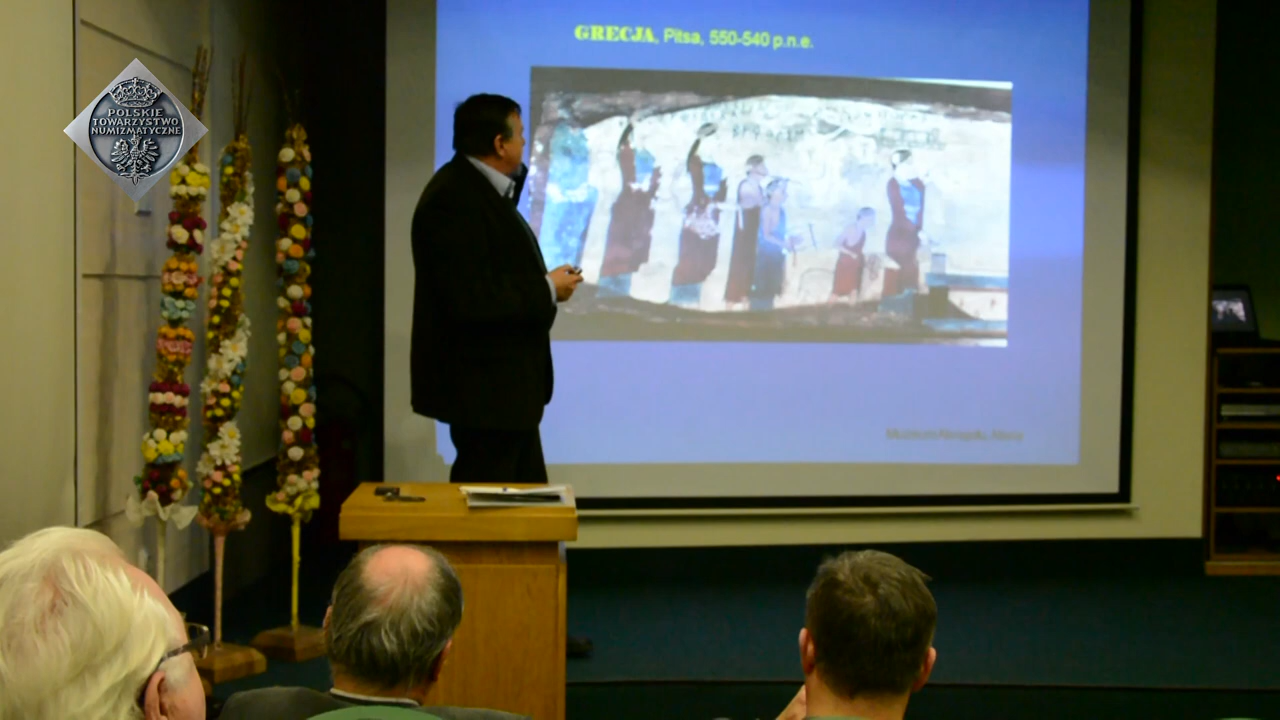 POLSKIE
TOWARZYSTWO
NUMIZMATYCZNE
GRECJA, Pitsa, 550-540 p.n.e.